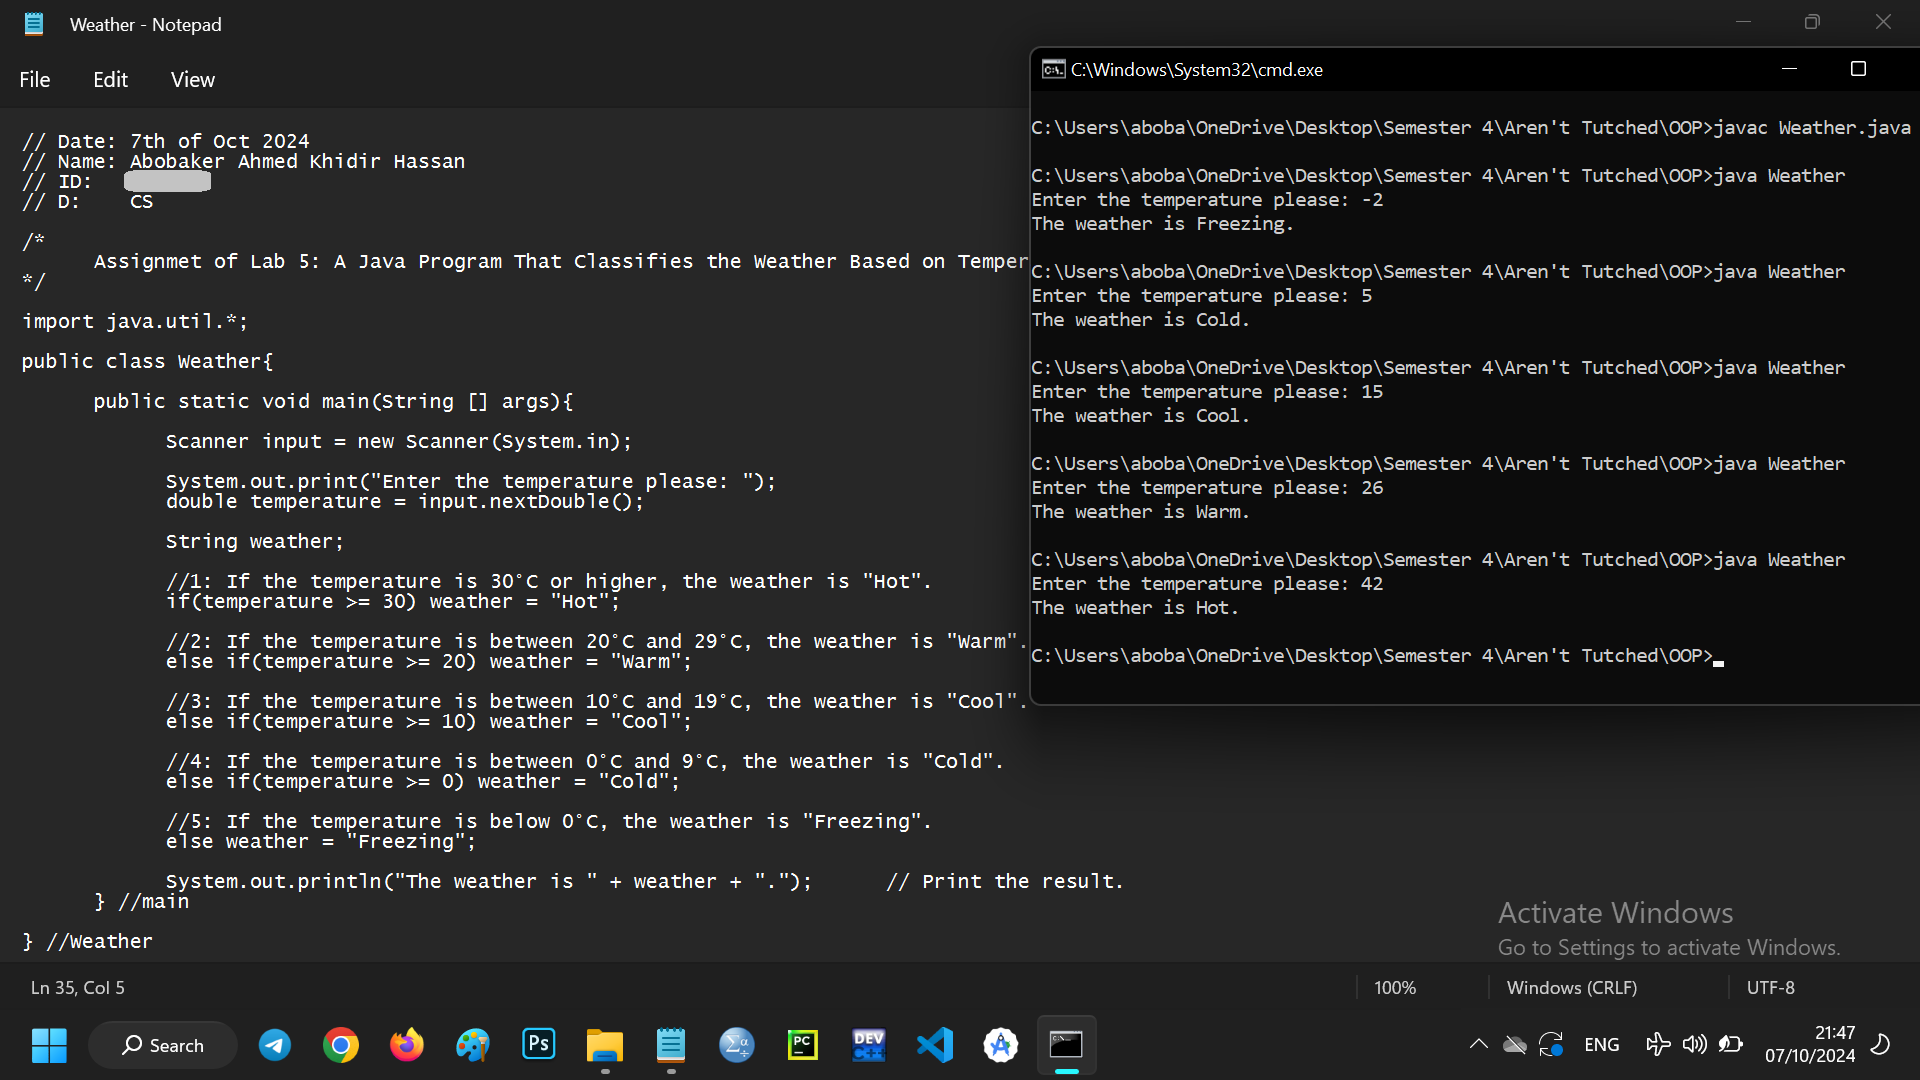 Weather - Notepad
File Edit View
// Date: 7th of Oct 2024
// Name: Abobaker Ahmed Khidir Hassan
// ID:
// D: CS
/*
Assignmet of Lab 5: A Java Program That Classifies the Weather Based on Temper
*/
import java.util.*;
public class Weather{
public static void main(String [] args){
Scanner input = new Scanner(System.in);
System.out.print("Enter the temperature please: ");
double temperature = input.nextDouble();
String weather;
//1: If the temperature is 30°C or higher, the weather is "Hot".
if(temperature >= 30) weather = "Hot";
//2: If the temperature is between 20°C and 29°C, the weather is "Warm".
else if(temperature >= 20) weather = "Warm";
//3: If the temperature is between 10°C and 19°C, the weather is "Cool".
else if(temperature >= 10) weather = "Cool";
//4: If the temperature is between 0°C and 9°C, the weather is "Cold".
else if(temperature >= 0) weather = "Cold";
//5: If the temperature is below 0°C, the weather is "Freezing".
else weather = "Freezing";
System.out.println("The weather is " + weather + "."); // Print the result.
} //main
} //Weather
C:\Windows\System32\cmd.exe
C:\Users\aboba\OneDrive\Desktop\Semester 4\Aren't Tutched\OOP>javac Weather.java
C:\Users\aboba\OneDrive\Desktop\Semester 4\Aren't Tutched\OOP>java Weather
Enter the temperature please: -2
The weather is Freezing.
C:\Users\aboba\OneDrive\Desktop\Semester 4\Aren't Tutched\OOP>java Weather
Enter the temperature please: 5
The weather is Cold.
C:\Users\aboba\OneDrive\Desktop\Semester 4\Aren't Tutched\OOP>java Weather
Enter the temperature please: 15
The weather is Cool.
C:\Users\aboba\OneDrive\Desktop\Semester 4\Aren't Tutched\OOP>java Weather
Enter the temperature please: 26
The weather is Warm.
C:\Users\aboba\OneDrive\Desktop\Semester 4\Aren't Tutched\OOP>java Weather
Enter the temperature please: 42
The weather is Hot.
C:\Users\aboba\OneDrive\Desktop\Semester 4\Aren't Tutched\OOP>
Activate Windows
Go to Settings to activate Windows.
Ln 35, Col 5 100% Windows (CRLF) UTF-8
Search Ps Σα PC DEV C++ ENG 21:47
07/10/2024